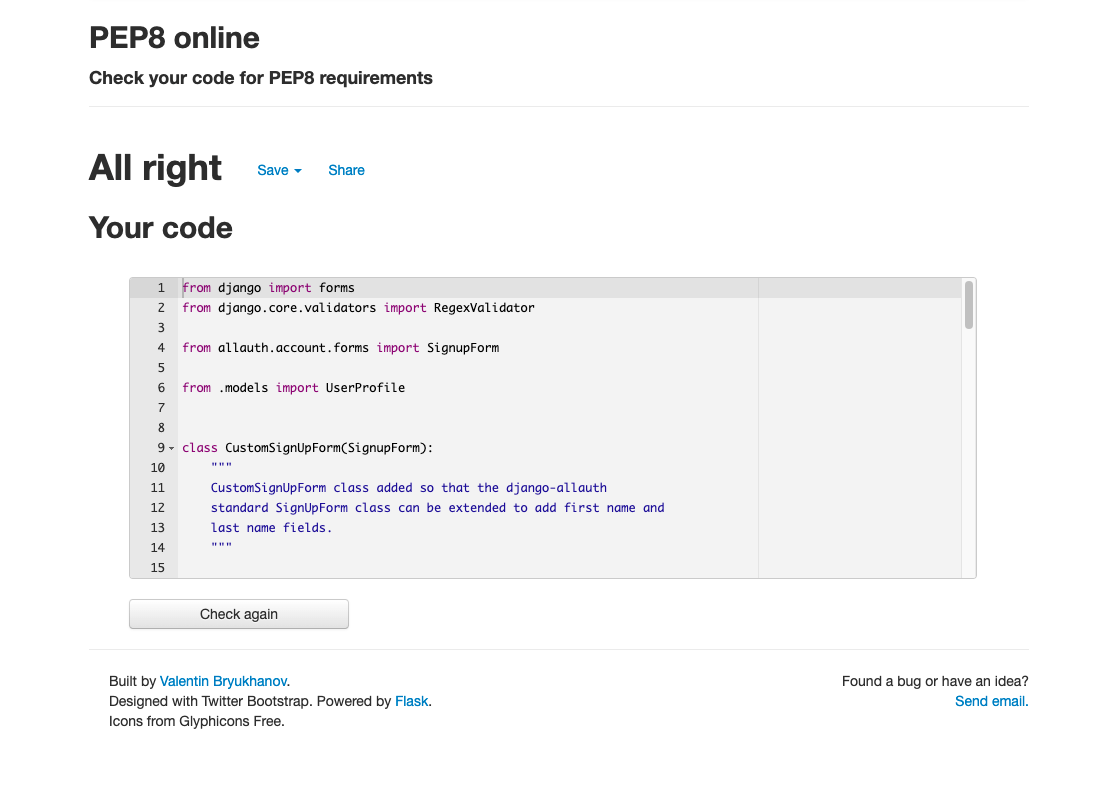 PEP8 online
Check your code for PEP8 requirements
All right Save Share
Your code
1 from django import forms
2 from django.core.validators import RegexValidator
3
4 from allauth.account.forms import SignupForm
5
6 from .models import UserProfile
7
8
9 class CustomSignUpForm(SignupForm):
10     """
11     CustomSignUpForm class added so that the django-allauth
12     standard SignUpForm class can be extended to add first name and
13     last name fields.
14     """
15
Check again
Built by Valentin Bryukhanov.
Designed with Twitter Bootstrap. Powered by Flask.
Icons from Glyphicons Free.
Found a bug or have an idea?
Send email.